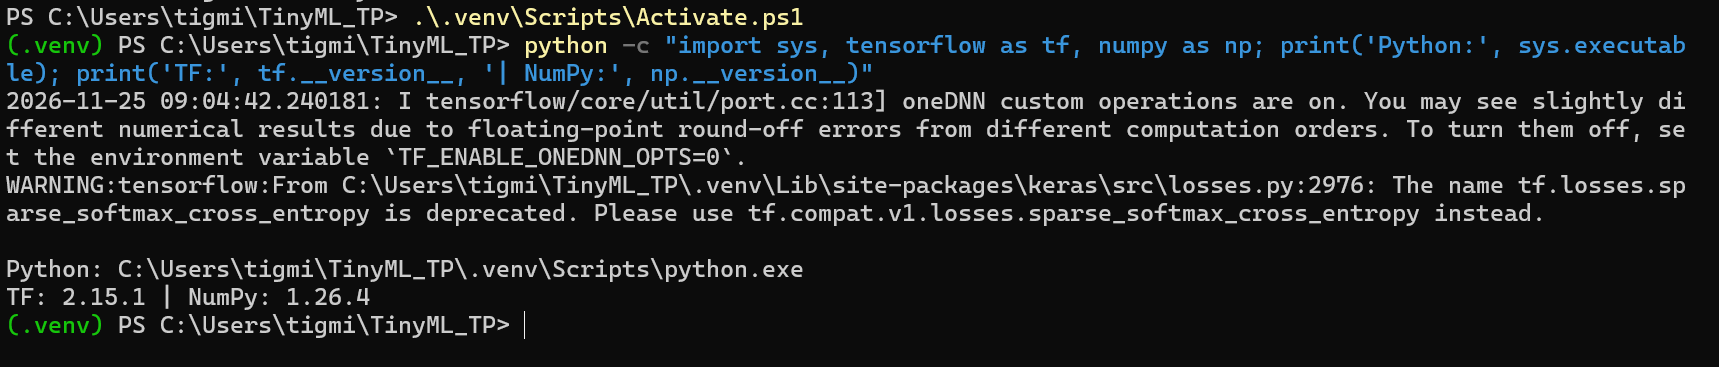 PS C:\Users\tigmi\TinyML_TP> .\.venv\Scripts\Activate.ps1
(.venv) PS C:\Users\tigmi\TinyML_TP> python -c "import sys, tensorflow as tf, numpy as np; print('Python:', sys.executab
le); print('TF:', tf.__version__, '| NumPy:', np.__version__)"
2026-11-25 09:04:42.240181: I tensorflow/core/util/port.cc:113] oneDNN custom operations are on. You may see slightly di
fferent numerical results due to floating-point round-off errors from different computation orders. To turn them off, se
t the environment variable `TF_ENABLE_ONEDNN_OPTS=0`.
WARNING:tensorflow:From C:\Users\tigmi\TinyML_TP\.venv\Lib\site-packages\keras\src\losses.py:2976: The name tf.losses.sp
arse_softmax_cross_entropy is deprecated. Please use tf.compat.v1.losses.sparse_softmax_cross_entropy instead.
Python: C:\Users\tigmi\TinyML_TP\.venv\Scripts\python.exe
TF: 2.15.1 | NumPy: 1.26.4
(.venv) PS C:\Users\tigmi\TinyML_TP>